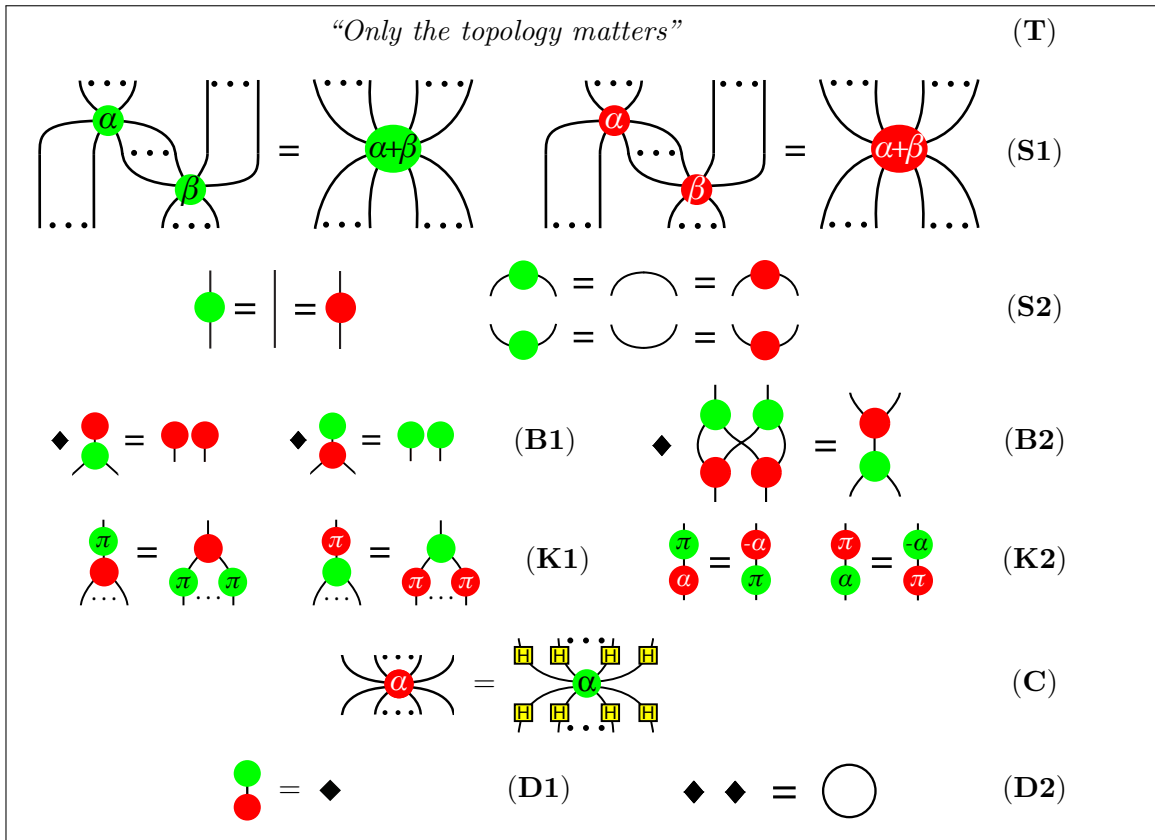 “Only the topology matters” (T)
α β = α+β α β = α+β (S1)
= = = =
= = (S2)
= = (B1) = (B2)
π = π π π = π π (K1) π α = -α π π α = -α π (K2)
α = H H H H α H H H H (C)
= (D1) = (D2)